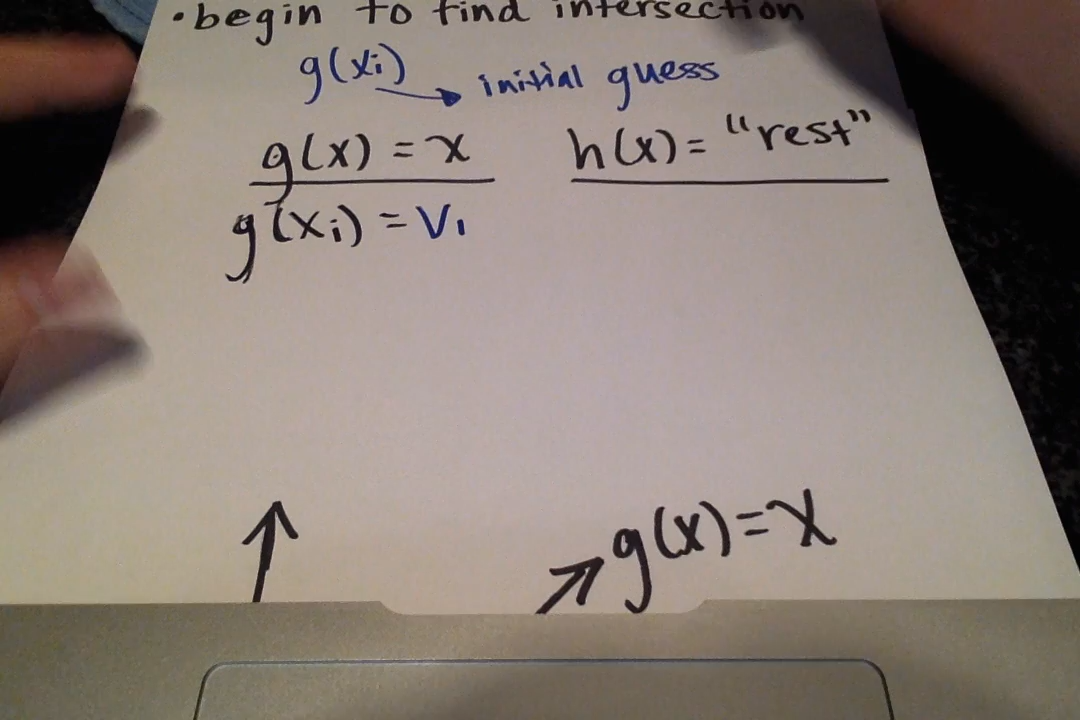 • begin to find intersection
g(xi) → initial guess
g(x) = x h(x) = "rest"
g(xi) = V1
g(x) = x